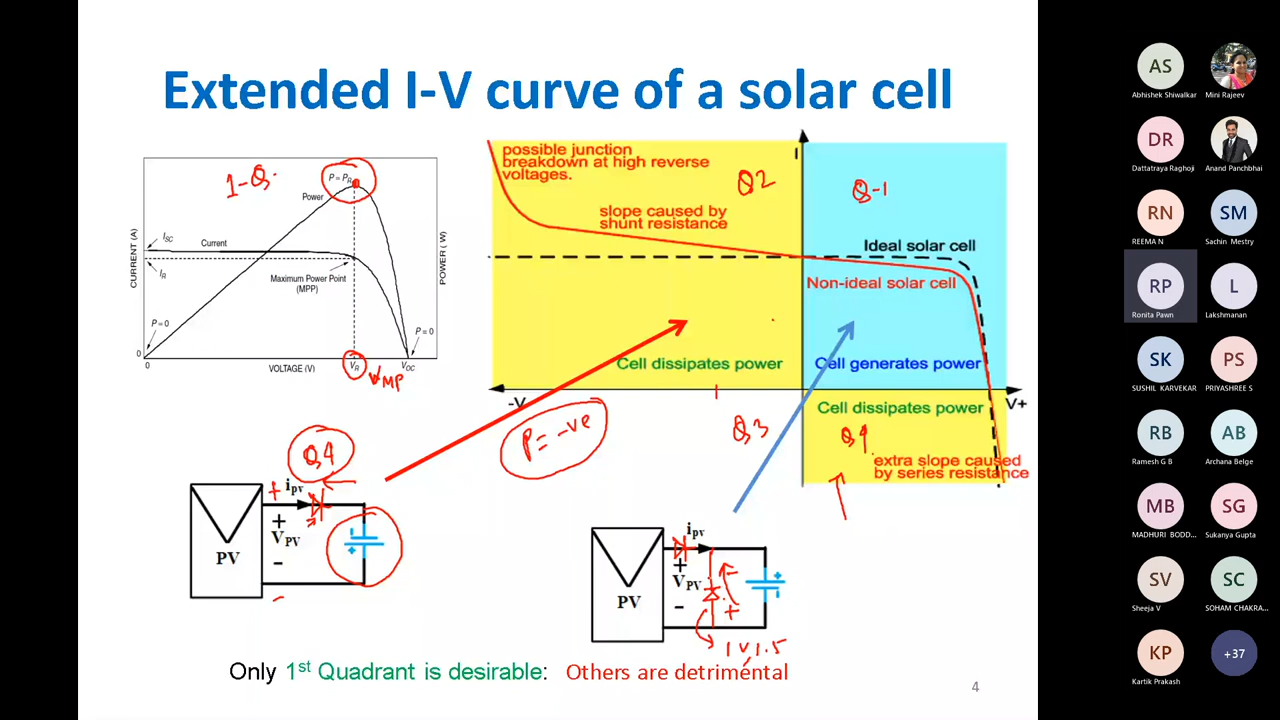 Extended I-V curve of a solar cell
1-Q.
P = PR
Power
ISC
Current
IR
Maximum Power Point
(MPP)
CURRENT (A)
POWER ( W)
P = 0
P = 0
0
0
VOLTAGE (V)
VR
VOC
VMP
possible junction
breakdown at high reverse
voltages.
slope caused by
shunt resistance
Q2
Q-1
I
Ideal solar cell
Non-ideal solar cell
Cell dissipates power
Cell generates power
-V
V+
Cell dissipates power
Q3
Q4
extra slope caused
by series resistance
P = -ve
Q4
+
ipv
+
VPV
-
PV
-
ipv
+
VPV
-
PV
+
1V, 1.5
Only 1st Quadrant is desirable: Others are detrimental
4
AS
Abhishek Shiwalkar
Mini Rajeev
DR
Dattatraya Raghoji
Anand Panchbhai
RN
REEMA N
SM
Sachin Mestry
RP
Ronita Pawn
L
Lakshmanan
SK
SUSHIL KARVEKAR
PS
PRIYASHREE S
RB
Ramesh G B
AB
Archana Belge
MB
MADHURI BODD...
SG
Sukanya Gupta
SV
Sheeja V
SC
SOHAM CHAKRA...
KP
Kartik Prakash
+37